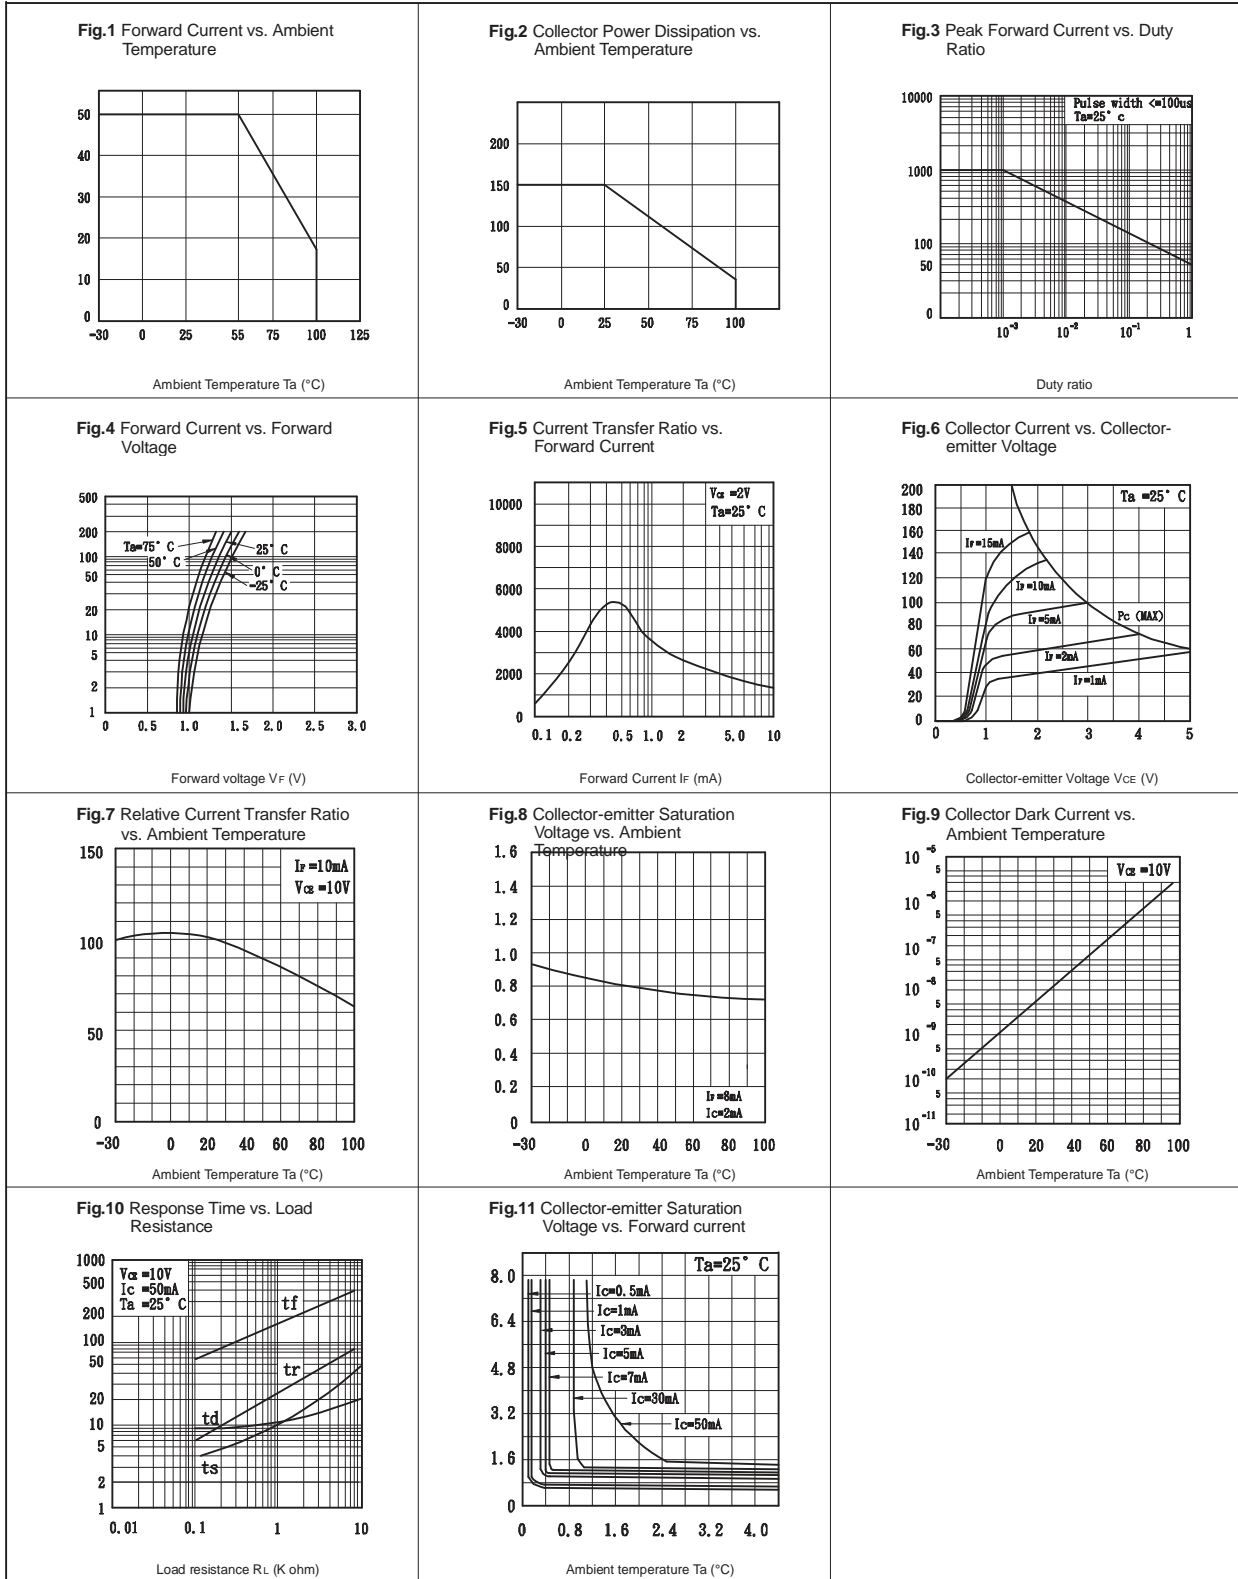 Fig.1 Forward Current vs. Ambient
Temperature
50
40
30
20
10
0
-30 0 25 55 75 100 125
Ambient Temperature Ta (°C)
Fig.2 Collector Power Dissipation vs.
Ambient Temperature
200
150
100
50
0
-30 0 25 50 75 100
Ambient Temperature Ta (°C)
Fig.3 Peak Forward Current vs. Duty
Ratio
Pulse width <=100us
Ta=25° c
10000
1000
100
50
0
10⁻³ 10⁻² 10⁻¹ 1
Duty ratio
Fig.4 Forward Current vs. Forward
Voltage
500
200
100
50
20
10
5
2
1
Ta=75° C
50° C
25° C
0° C
-25° C
0 0.5 1.0 1.5 2.0 2.5 3.0
Forward voltage VF (V)
Fig.5 Current Transfer Ratio vs.
Forward Current
VCE =2V
Ta=25° C
10000
8000
6000
4000
2000
0
0.1 0.2 0.5 1.0 2 5.0 10
Forward Current IF (mA)
Fig.6 Collector Current vs. Collector-
emitter Voltage
Ta =25° C
200
180
160
140
120
100
80
60
40
20
0
IF=15mA
IF=10mA
IF=5mA
Pc (MAX)
IF=2mA
IF=1mA
0 1 2 3 4 5
Collector-emitter Voltage VCE (V)
Fig.7 Relative Current Transfer Ratio
vs. Ambient Temperature
IF =10mA
VCE =10V
150
100
50
0
-30 0 20 40 60 80 100
Ambient Temperature Ta (°C)
Fig.8 Collector-emitter Saturation
Voltage vs. Ambient
Temperature
1.6
1.4
1.2
1.0
0.8
0.6
0.4
0.2
0
IF =8mA
Ic=2mA
-30 0 20 40 60 80 100
Ambient Temperature Ta (°C)
Fig.9 Collector Dark Current vs.
Ambient Temperature
VCE =10V
10⁻⁵
5
10⁻⁶
5
10⁻⁷
5
10⁻⁸
5
10⁻⁹
5
10⁻¹⁰
5
10⁻¹¹
-30 0 20 40 60 80 100
Ambient Temperature Ta (°C)
Fig.10 Response Time vs. Load
Resistance
VCE =10V
Ic =50mA
Ta =25° C
1000
500
200
100
50
20
10
5
2
1
tf
tr
td
ts
0.01 0.1 1 10
Load resistance RL (K ohm)
Fig.11 Collector-emitter Saturation
Voltage vs. Forward current
Ta=25° C
8.0
6.4
4.8
3.2
1.6
0
Ic=0.5mA
Ic=1mA
Ic=3mA
Ic=5mA
Ic=7mA
Ic=30mA
Ic=50mA
0 0.8 1.6 2.4 3.2 4.0
Ambient temperature Ta (°C)